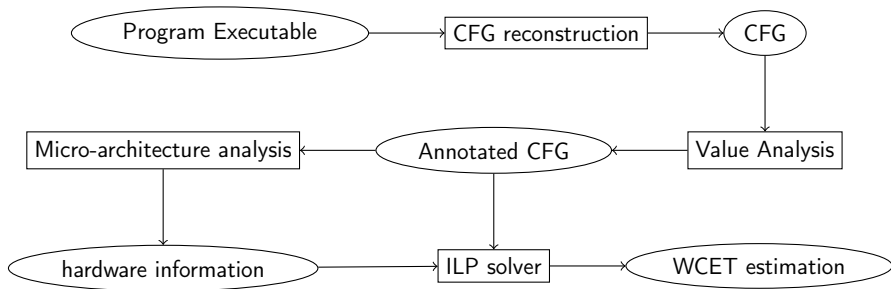 Program Executable
CFG reconstruction
CFG
Micro-architecture analysis
Annotated CFG
Value Analysis
hardware information
ILP solver
WCET estimation